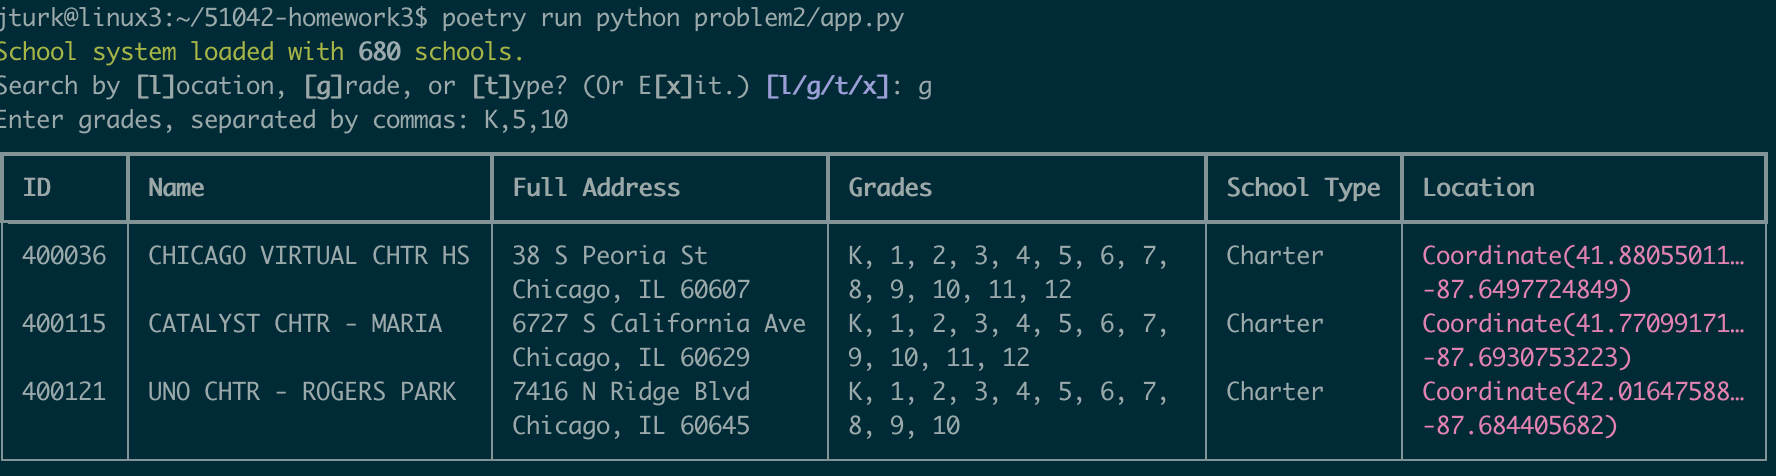 jturk@linux3:~/51042-homework3$ poetry run python problem2/app.py
School system loaded with 680 schools.
Search by [l]ocation, [g]rade, or [t]ype? (Or E[x]it.) [l/g/t/x]: g
Enter grades, separated by commas: K,5,10
ID Name Full Address Grades School Type Location
400036 CHICAGO VIRTUAL CHTR HS 38 S Peoria St K, 1, 2, 3, 4, 5, 6, 7, Charter Coordinate(41.88055011…
Chicago, IL 60607 8, 9, 10, 11, 12 -87.6497724849)
400115 CATALYST CHTR - MARIA 6727 S California Ave K, 1, 2, 3, 4, 5, 6, 7, Charter Coordinate(41.77099171…
Chicago, IL 60629 9, 10, 11, 12 -87.6930753223)
400121 UNO CHTR - ROGERS PARK 7416 N Ridge Blvd K, 1, 2, 3, 4, 5, 6, 7, Charter Coordinate(42.01647588…
Chicago, IL 60645 8, 9, 10 -87.684405682)